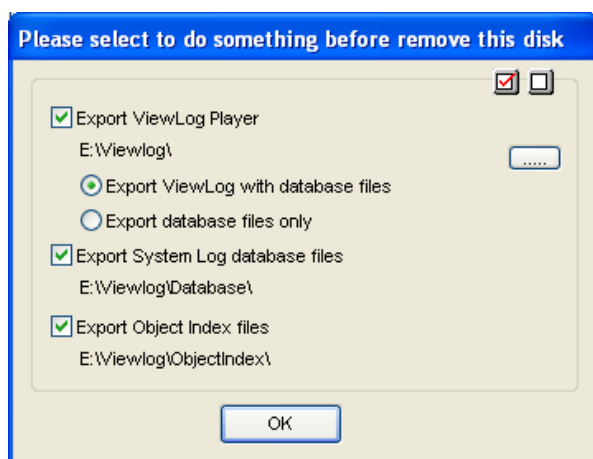 Please select to do something before remove this disk
Export ViewLog Player
E:\Viewlog\
.....
Export ViewLog with database files
Export database files only
Export System Log database files
E:\Viewlog\Database\
Export Object Index files
E:\Viewlog\ObjectIndex\
OK